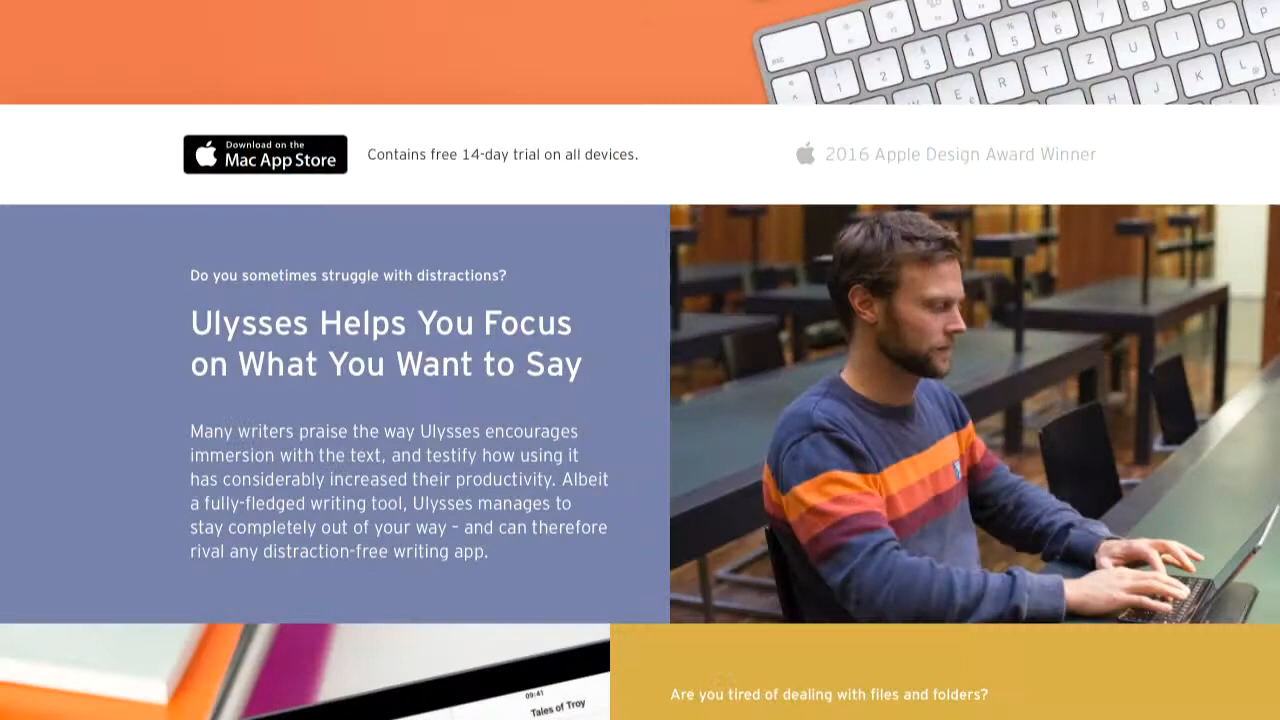 Download on the
Mac App Store
Contains free 14-day trial on all devices.
2016 Apple Design Award Winner
Do you sometimes struggle with distractions?
Ulysses Helps You Focus
on What You Want to Say
Many writers praise the way Ulysses encourages
immersion with the text, and testify how using it
has considerably increased their productivity. Albeit
a fully-fledged writing tool, Ulysses manages to
stay completely out of your way – and can therefore
rival any distraction-free writing app.
09:41
Tales of Troy
Are you tired of dealing with files and folders?